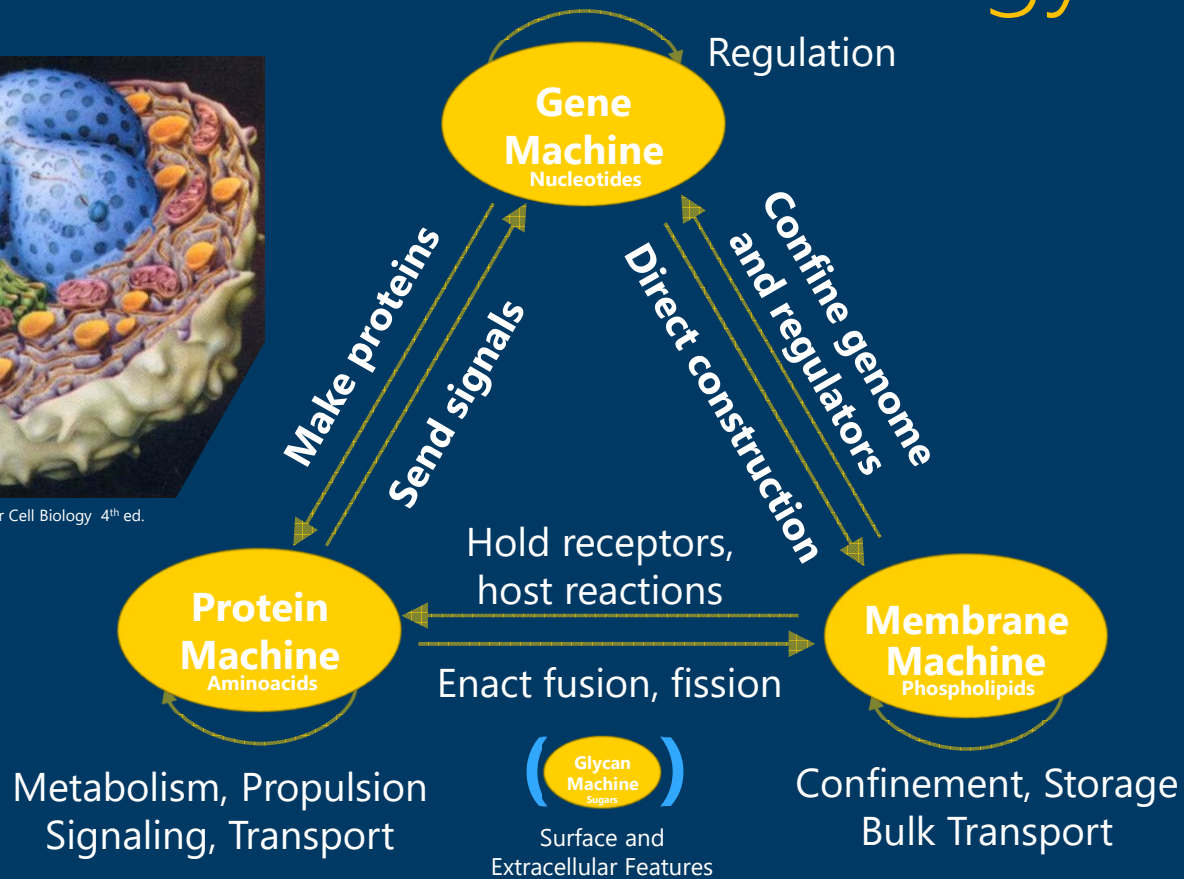 Regulation
Gene
Machine
Nucleotides
Make proteins
Send signals
Direct construction
Confine genome
and regulators
Cell Biology 4th ed.
Hold receptors,
host reactions
Enact fusion, fission
Protein
Machine
Aminoacids
Membrane
Machine
Phospholipids
Metabolism, Propulsion
Signaling, Transport
(Glycan
Machine
Sugars)
Surface and
Extracellular Features
Confinement, Storage
Bulk Transport